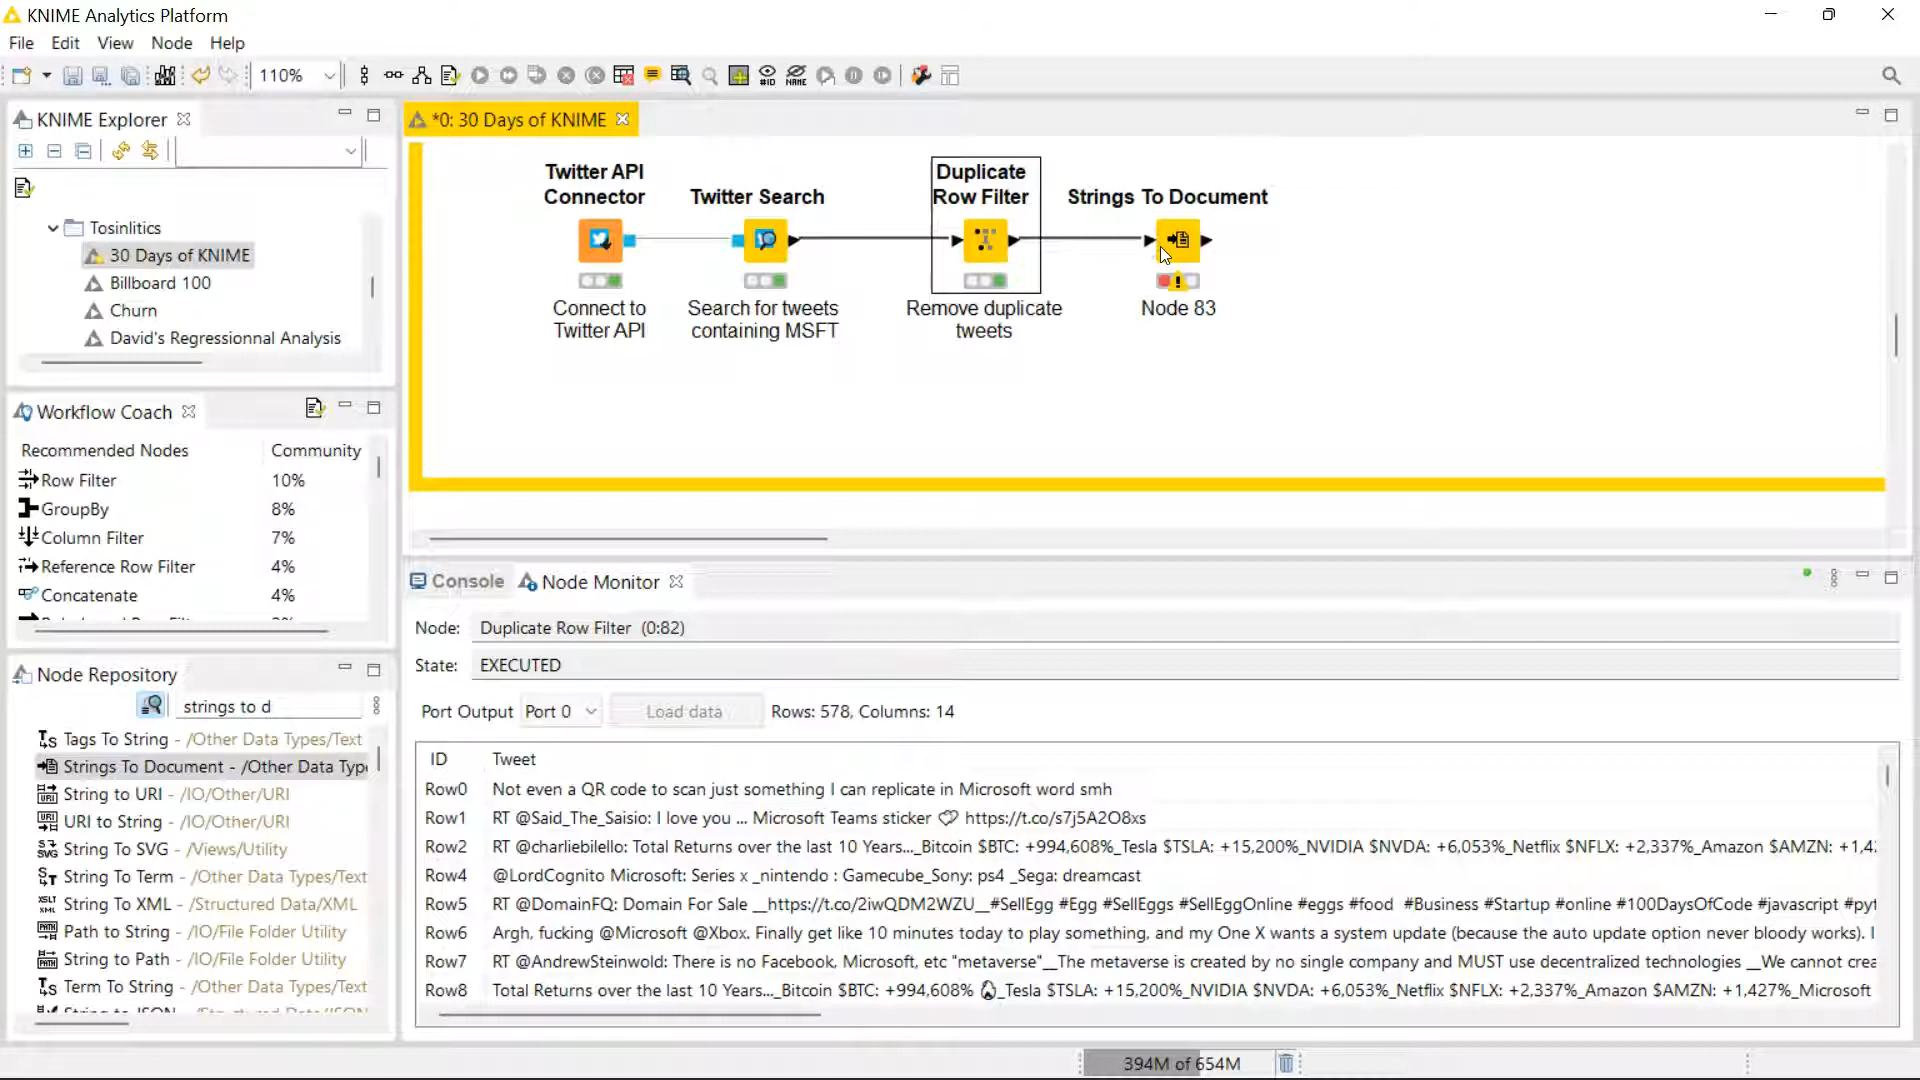 KNIME Analytics Platform
File Edit View Node Help
110%
#ID
NAME
KNIME Explorer
Tosinlitics
30 Days of KNIME
Billboard 100
Churn
David's Regressionnal Analysis
*0: 30 Days of KNIME
Twitter API
Connector
Connect to
Twitter API
Twitter Search
Search for tweets
containing MSFT
Duplicate
Row Filter
Remove duplicate
tweets
Strings To Document
Node 83
Workflow Coach
Recommended Nodes Community
Row Filter 10%
GroupBy 8%
Column Filter 7%
Reference Row Filter 4%
Concatenate 4%
Node Repository
strings to d
Tags To String - /Other Data Types/Text
Strings To Document - /Other Data Typ
String to URI - /IO/Other/URI
URI to String - /IO/Other/URI
String To SVG - /Views/Utility
String To Term - /Other Data Types/Text
String To XML - /Structured Data/XML
Path to String - /IO/File Folder Utility
String to Path - /IO/File Folder Utility
Term To String - /Other Data Types/Text
Console Node Monitor
Node: Duplicate Row Filter (0:82)
State: EXECUTED
Port Output Port 0 Load data Rows: 578, Columns: 14
ID Tweet
Row0 Not even a QR code to scan just something I can replicate in Microsoft word smh
Row1 RT @Said_The_Saisio: I love you ... Microsoft Teams sticker https://t.co/s7j5A2O8xs
Row2 RT @charliebilello: Total Returns over the last 10 Years..._Bitcoin $BTC: +994,608%_Tesla $TSLA: +15,200%_NVIDIA $NVDA: +6,053%_Netflix $NFLX: +2,337%_Amazon $AMZN: +1,4
Row4 @LordCognito Microsoft: Series x _nintendo : Gamecube_Sony: ps4 _Sega: dreamcast
Row5 RT @DomainFQ: Domain For Sale __https://t.co/2iwQDM2WZU__#SellEgg #Egg #SellEggs #SellEggOnline #eggs #food #Business #Startup #online #100DaysOfCode #javascript #pyt
Row6 Argh, fucking @Microsoft @Xbox. Finally get like 10 minutes today to play something, and my One X wants a system update (because the auto update option never bloody works). I
Row7 RT @AndrewSteinwold: There is no Facebook, Microsoft, etc "metaverse"__The metaverse is created by no single company and MUST use decentralized technologies __We cannot crea
Row8 Total Returns over the last 10 Years..._Bitcoin $BTC: +994,608% _Tesla $TSLA: +15,200%_NVIDIA $NVDA: +6,053%_Netflix $NFLX: +2,337%_Amazon $AMZN: +1,427%_Microsoft
394M of 654M